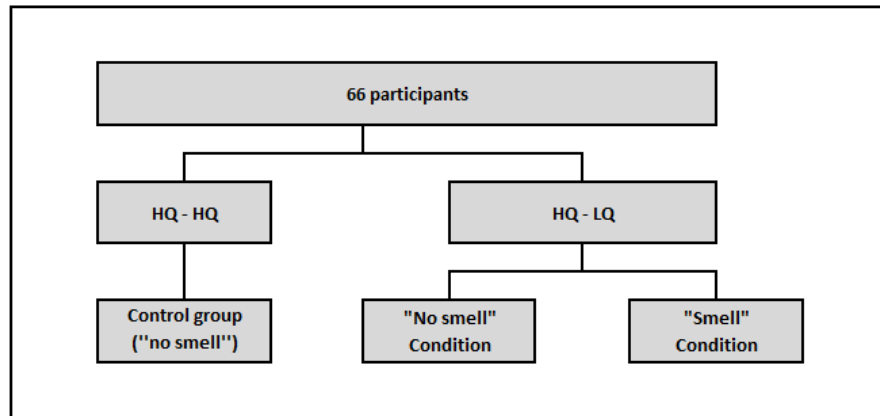 66 participants
HQ - HQ
HQ - LQ
Control group
(''no smell'')
"No smell"
Condition
"Smell"
Condition